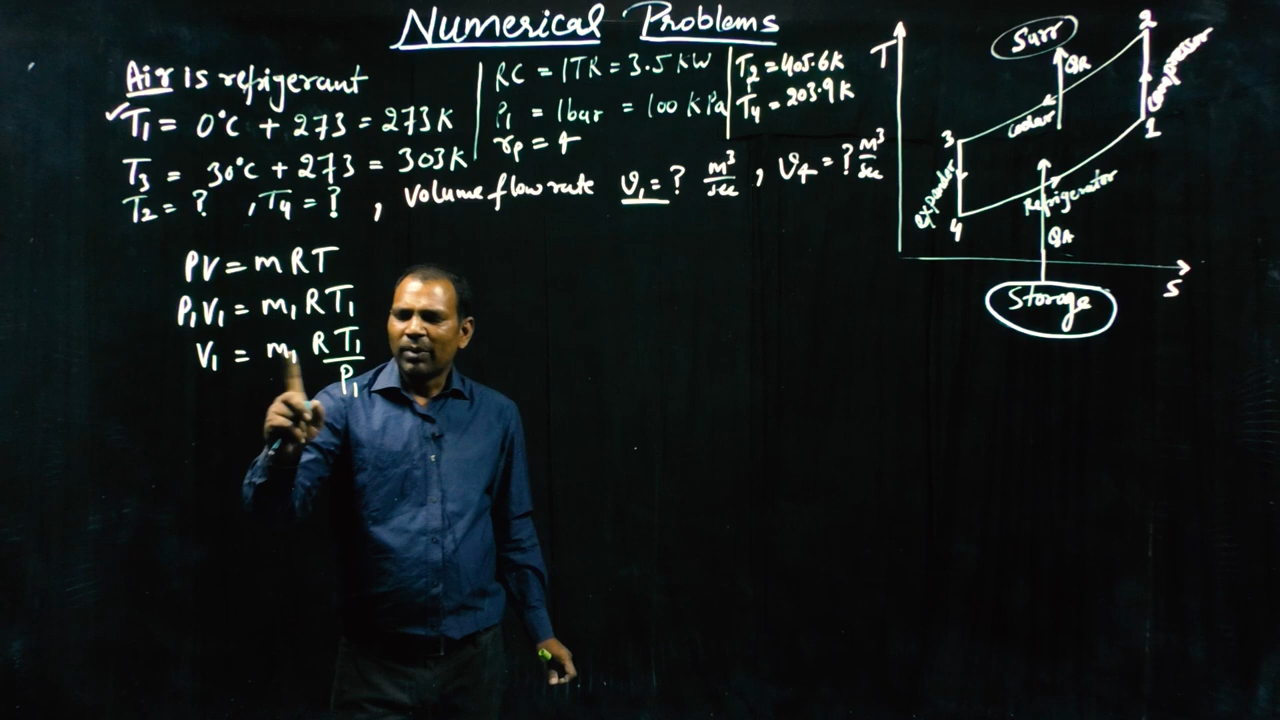 Numerical Problems
Air is refrigerant
✓T₁ = 0°C + 273 = 273K
T₃ = 30°C + 273 = 303K
T₂ = ? , T₄ = ? , volume flow rate v₁ = ? m³/sec , v₄ = ? m³/sec
RC = 1TR = 3.5 kW
P₁ = 1bar = 100 kPa
rp = 4
T₂ = 405.6k
T₄ = 203.9k
PV = mRT
P₁V₁ = m₁RT₁
V₁ = m₁ RT₁/P₁
T
2
Surr
QR
compressor
cooler
1
3
expander
Refrigerator
4
QA
S
Storage